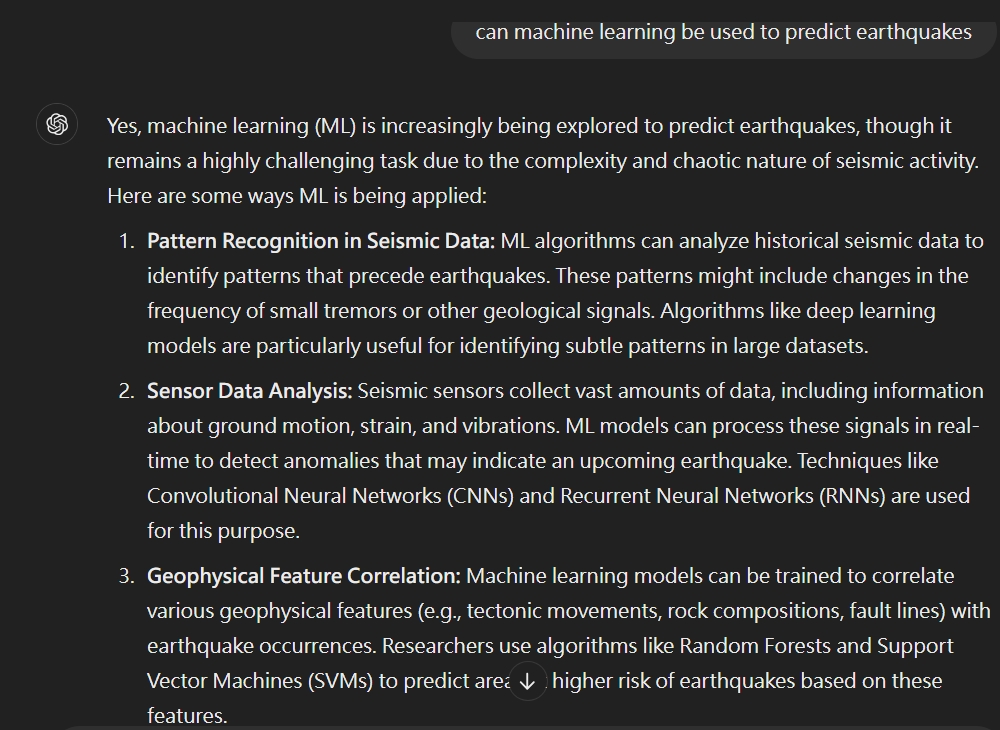 can machine learning be used to predict earthquakes
Yes, machine learning (ML) is increasingly being explored to predict earthquakes, though it
remains a highly challenging task due to the complexity and chaotic nature of seismic activity.
Here are some ways ML is being applied:
1. Pattern Recognition in Seismic Data: ML algorithms can analyze historical seismic data to
identify patterns that precede earthquakes. These patterns might include changes in the
frequency of small tremors or other geological signals. Algorithms like deep learning
models are particularly useful for identifying subtle patterns in large datasets.
2. Sensor Data Analysis: Seismic sensors collect vast amounts of data, including information
about ground motion, strain, and vibrations. ML models can process these signals in real-
time to detect anomalies that may indicate an upcoming earthquake. Techniques like
Convolutional Neural Networks (CNNs) and Recurrent Neural Networks (RNNs) are used
for this purpose.
3. Geophysical Feature Correlation: Machine learning models can be trained to correlate
various geophysical features (e.g., tectonic movements, rock compositions, fault lines) with
earthquake occurrences. Researchers use algorithms like Random Forests and Support
Vector Machines (SVMs) to predict higher risk of earthquakes based on these
features.